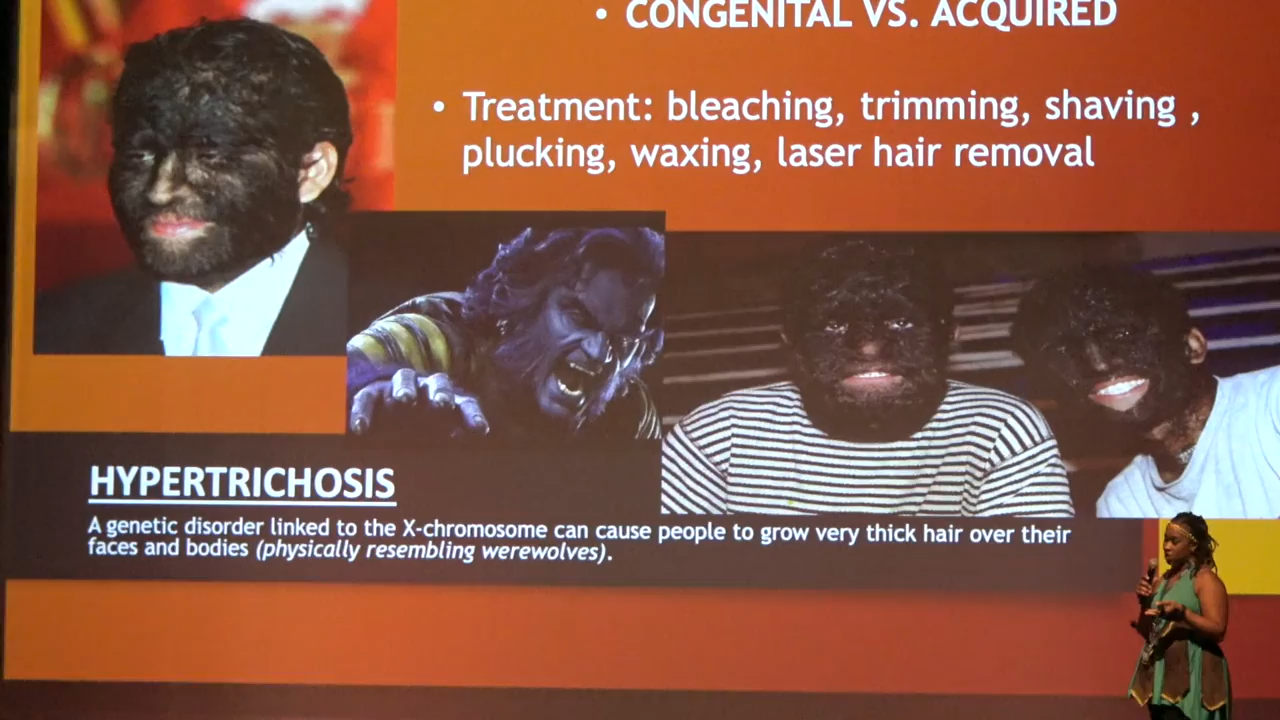 • CONGENITAL VS. ACQUIRED
• Treatment: bleaching, trimming, shaving ,
plucking, waxing, laser hair removal
HYPERTRICHOSIS
A genetic disorder linked to the X-chromosome can cause people to grow very thick hair over their
faces and bodies (physically resembling werewolves).